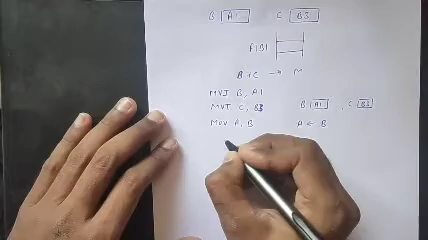 B A1 C B3
A|B|
B + C → M
MVI B, A1
MVI C, B3 B A1 , C B3
MOV A, B A ← B